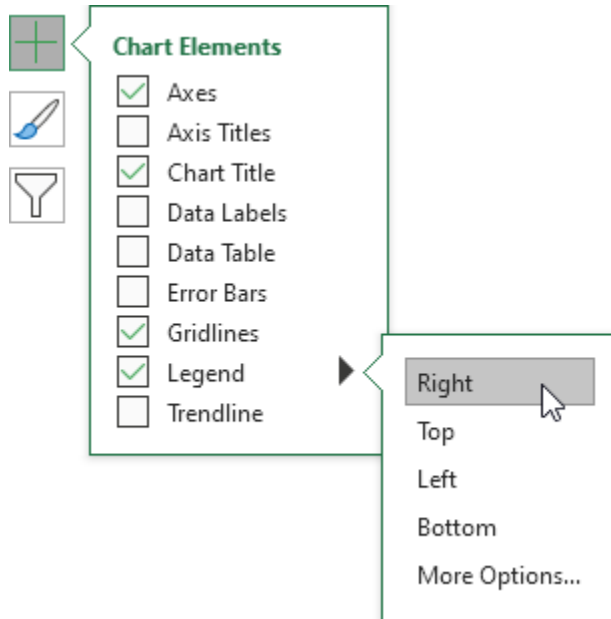 Chart Elements
Axes
Axis Titles
Chart Title
Data Labels
Data Table
Error Bars
Gridlines
Legend
Trendline
Right
Top
Left
Bottom
More Options...